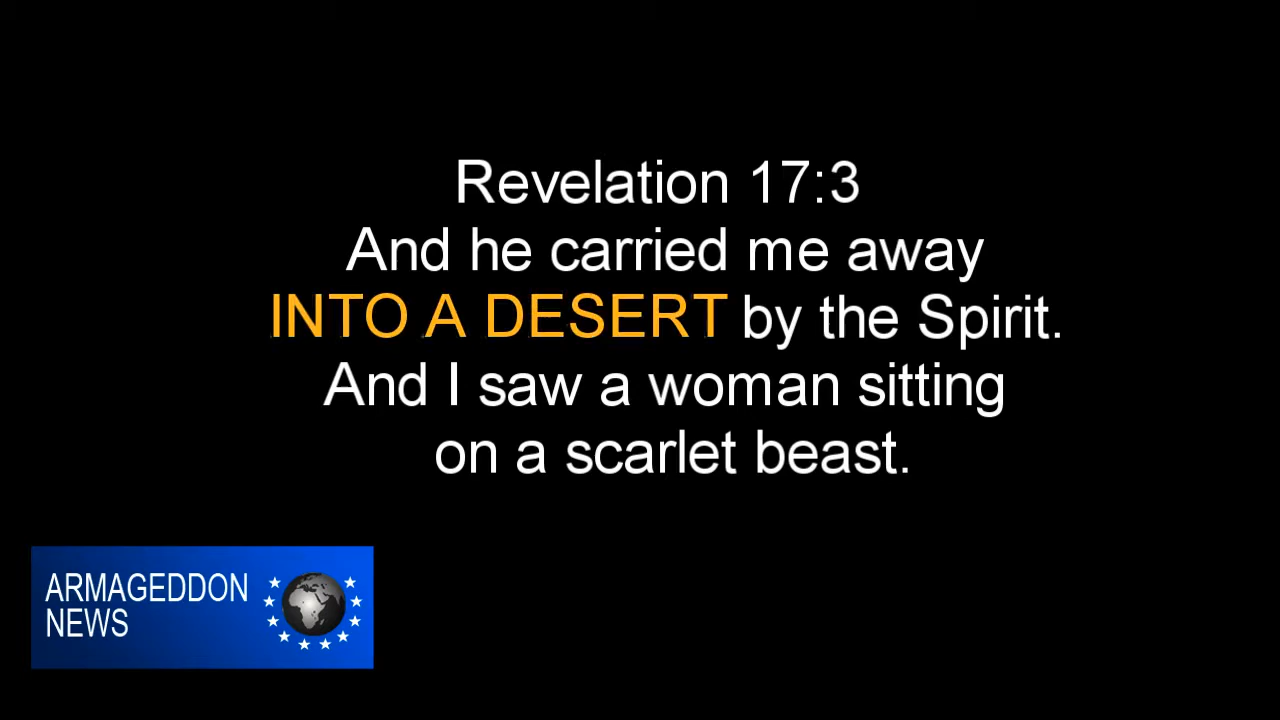 Revelation 17:3
And he carried me away
INTO A DESERT by the Spirit.
And I saw a woman sitting
on a scarlet beast.
ARMAGEDDON
NEWS